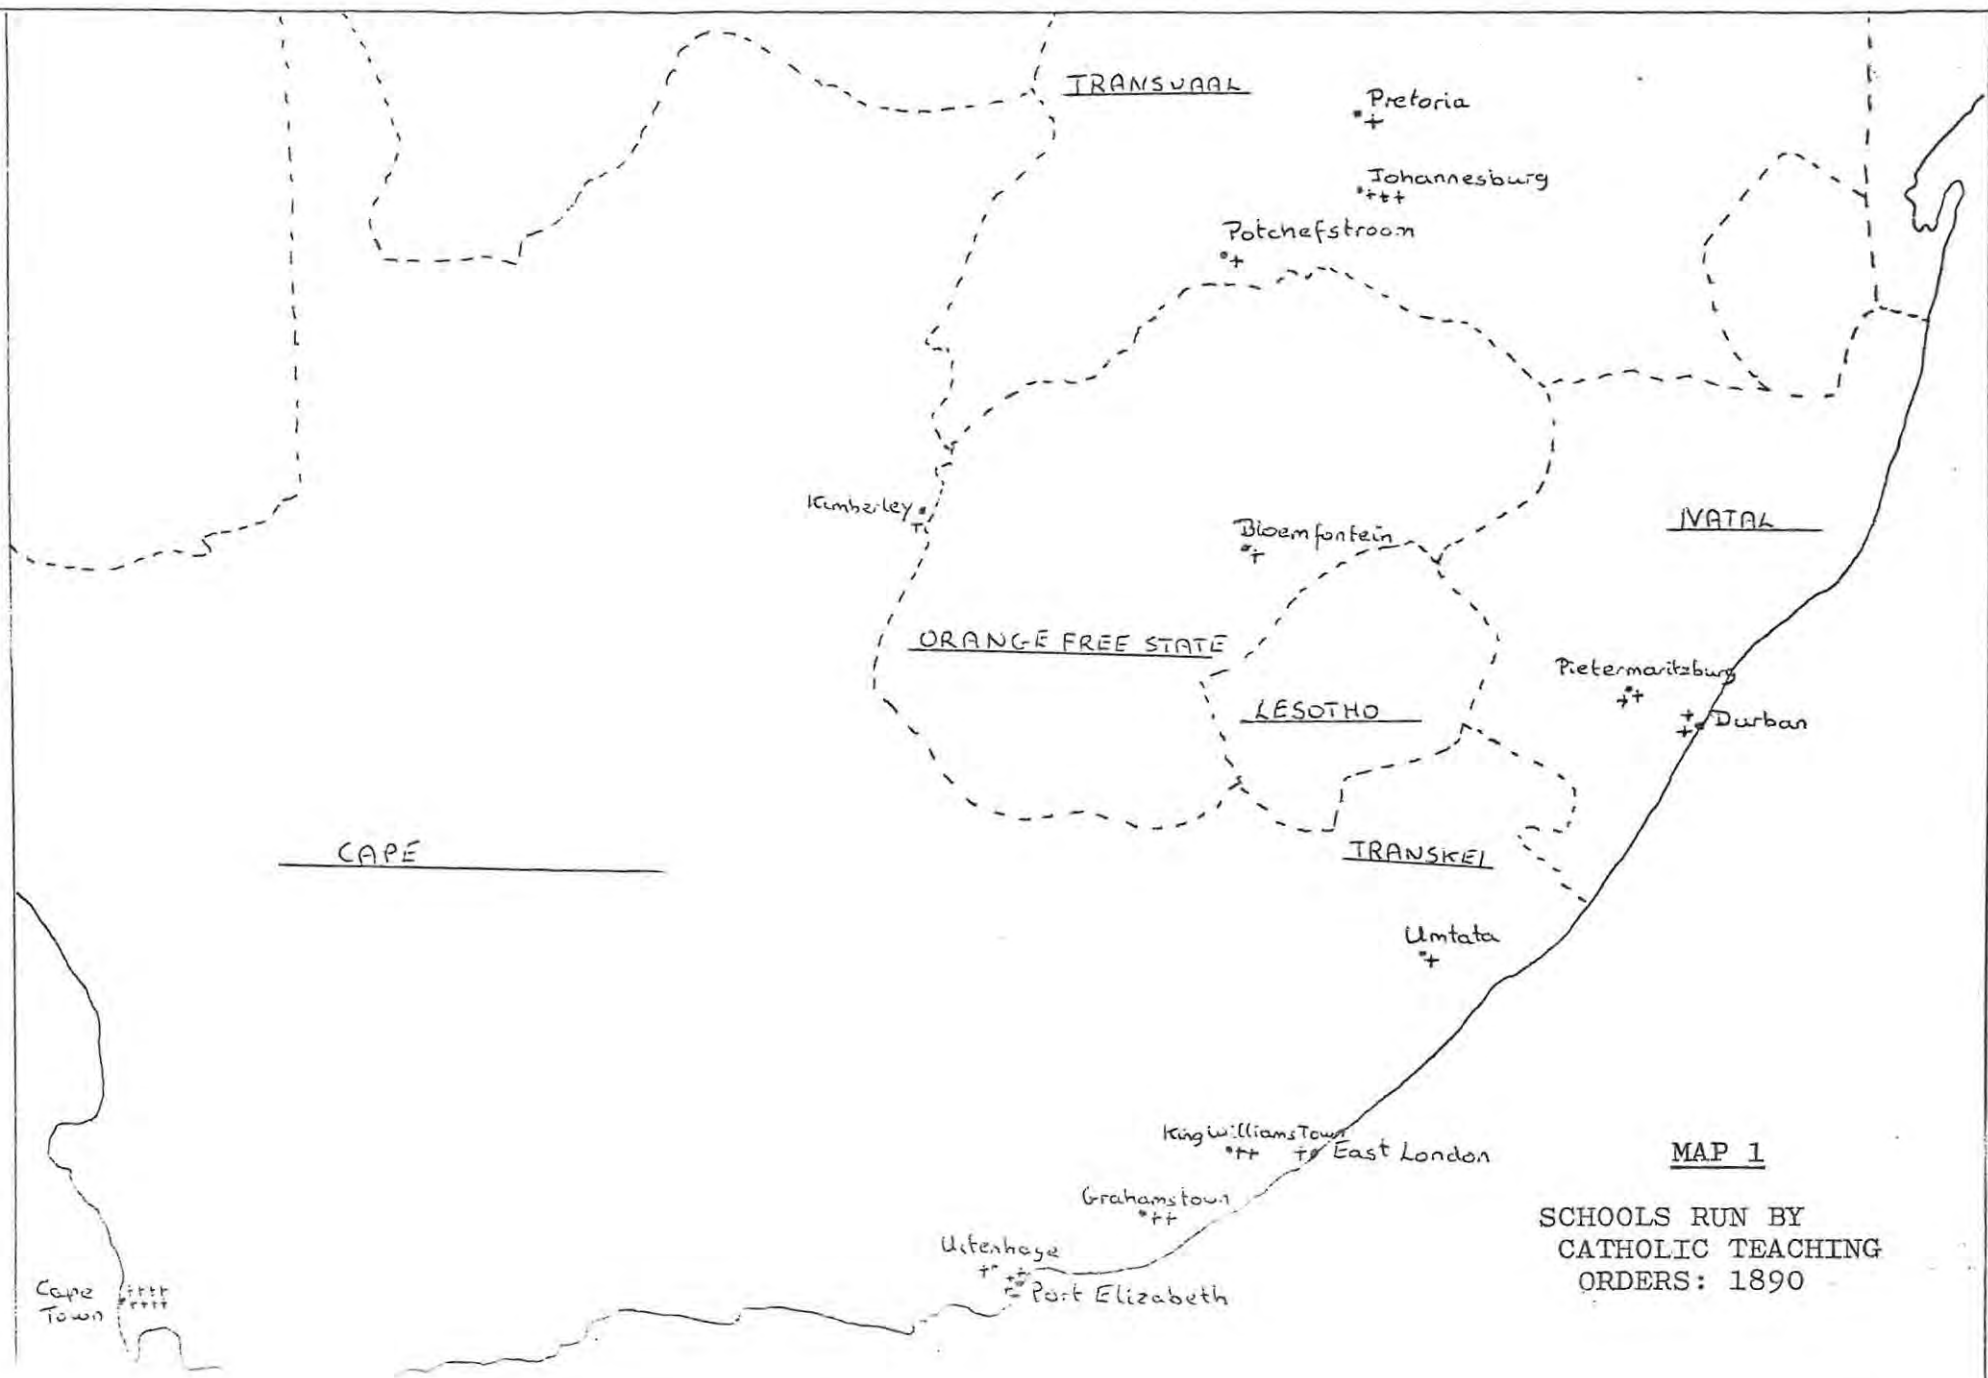 TRANSVAAL
Pretoria
Johannesburg
Potchefstroom
Kimberley
Bloemfontein
NATAL
ORANGE FREE STATE
LESOTHO
Pietermaritzburg
Durban
CAPE
TRANSKEI
Umtata
King Williams Town
East London
Grahamstown
Uitenhage
Port Elizabeth
Cape
Town
MAP 1
SCHOOLS RUN BY
CATHOLIC TEACHING
ORDERS: 1890